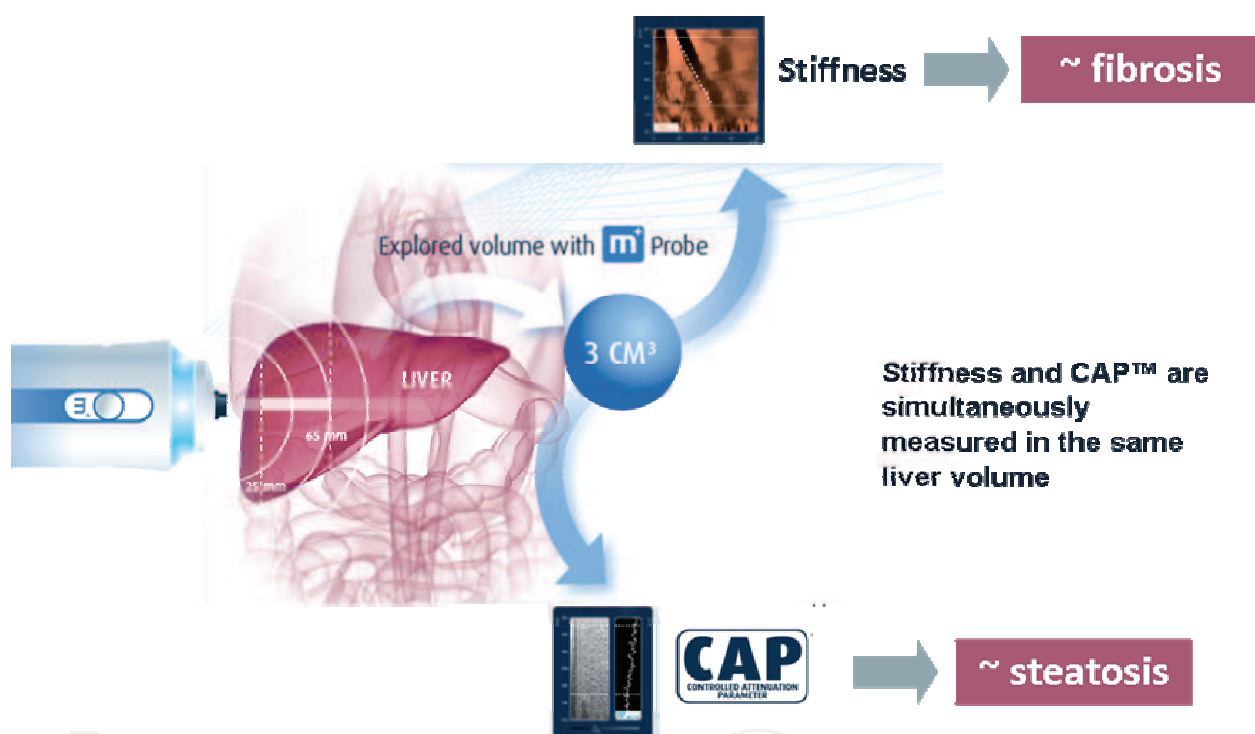 Stiffness
~ fibrosis
Explored volume with m+ Probe
3 CM³
LIVER
65 mm
25 mm
m+
Stiffness and CAP™ are
simultaneously
measured in the same
liver volume
CAP
CONTROLLED ATTENUATION
PARAMETER
~ steatosis